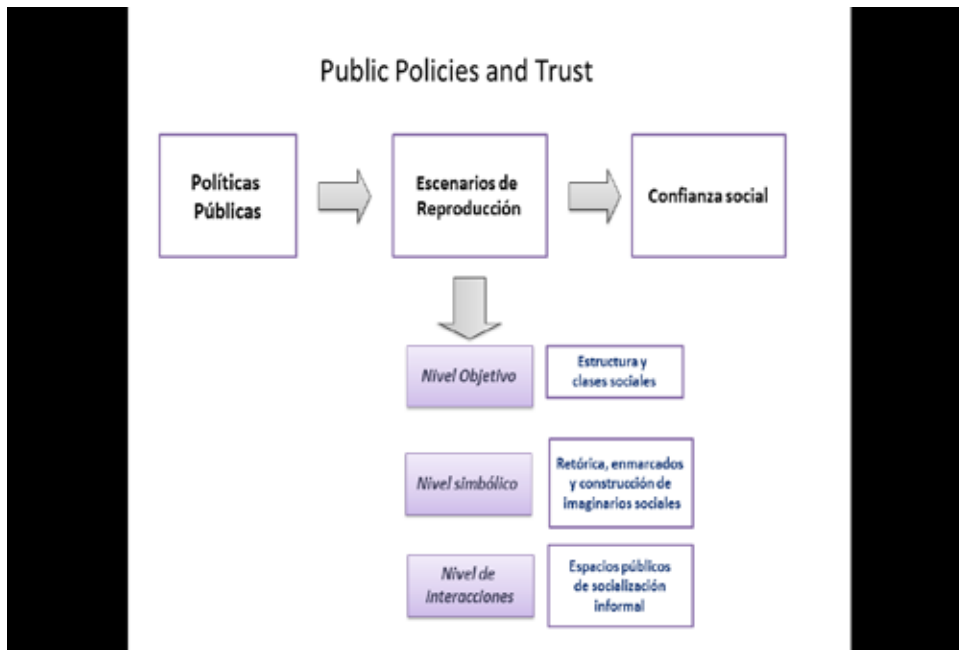 Public Policies and Trust
Políticas
Públicas
Escenarios de
Reproducción
Confianza social
Nivel Objetivo
Estructura y
clases sociales
Nivel simbólico
Retórica, enmarcados
y construcción de
imaginarios sociales
Nivel de
interacciones
Espacios públicos
de socialización
informal